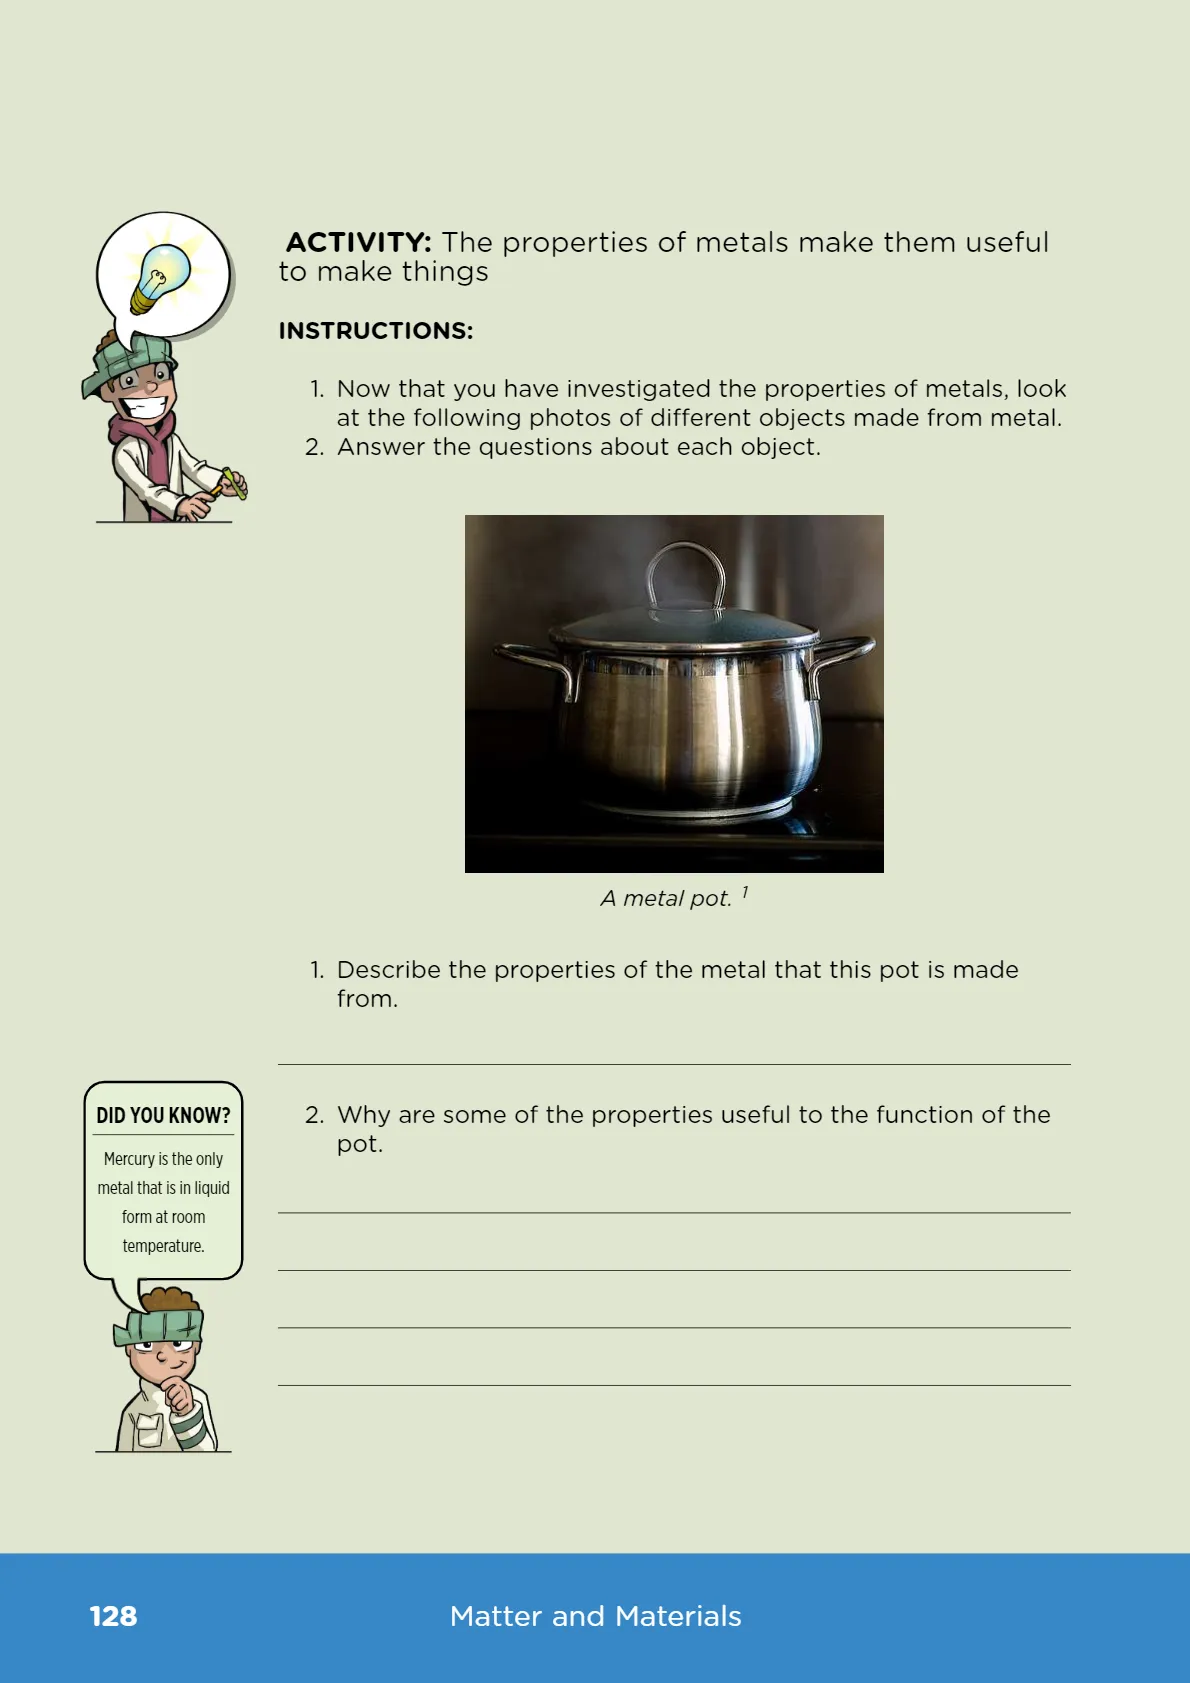 ACTIVITY: The properties of metals make them useful
to make things
INSTRUCTIONS:
1. Now that you have investigated the properties of metals, look
at the following photos of different objects made from metal.
2. Answer the questions about each object.
A metal pot. 1
1. Describe the properties of the metal that this pot is made
from.
2. Why are some of the properties useful to the function of the
pot.
DID YOU KNOW?
Mercury is the only
metal that is in liquid
form at room
temperature.
128
Matter and Materials